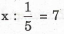 x : 1/5 = 7